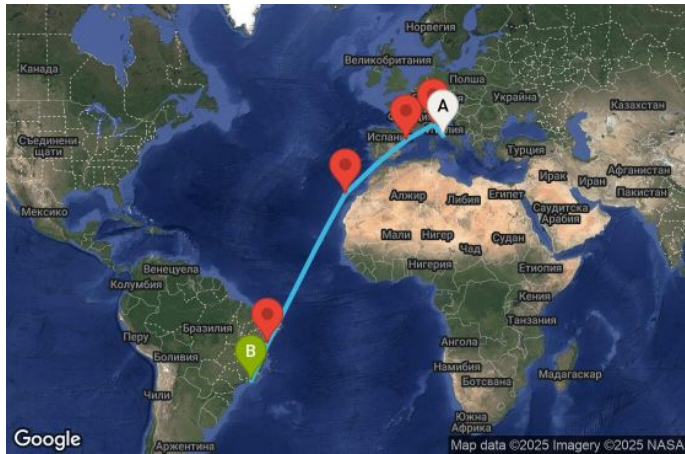 Норвегия
Канада
Великобритания
Полша
Украйна
Казахстан
Съединени
щати
Турция
Ирак
Иран
Афганистан
Пакистан
Мексико
Алжир
Либия
Египет
Саудитска
Арабия
Мали
Нигер
Чад
Судан
Нигерия
Етиопия
Венецуела
Колумбия
Кения
Перу
Бразилия
Танзания
Боливия
Ангола
Намибия
Ботсвана
Мадагаскар
Чили
Южна
Африка
Аржентина
A
B
Google
Map data ©2025 Imagery ©2025 NASA